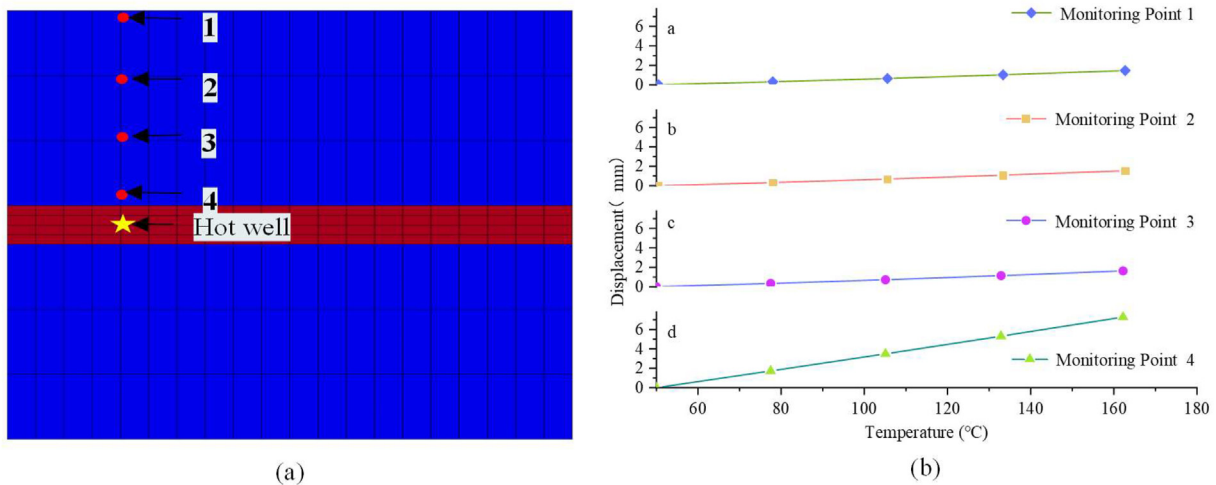 1
2
3
4
Hot well
(a)
Monitoring Point 1
a
6
4
2
0
Monitoring Point 2
b
6
4
2
0
Monitoring Point 3
c
6
4
2
0
Monitoring Point 4
d
6
4
2
0
Displacement( mm)
60 80 100 120 140 160 180
Temperature (°C)
(b)